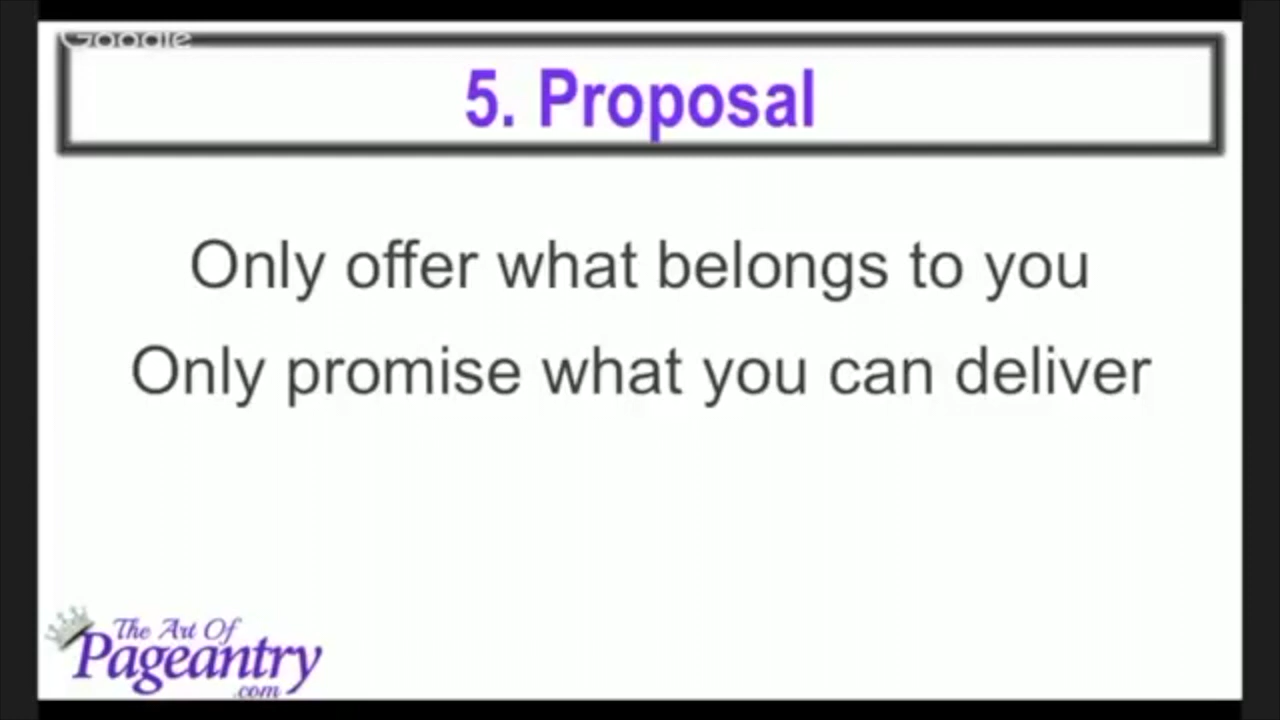 Google
5. Proposal
Only offer what belongs to you
Only promise what you can deliver
The Art Of
Pageantry
.com